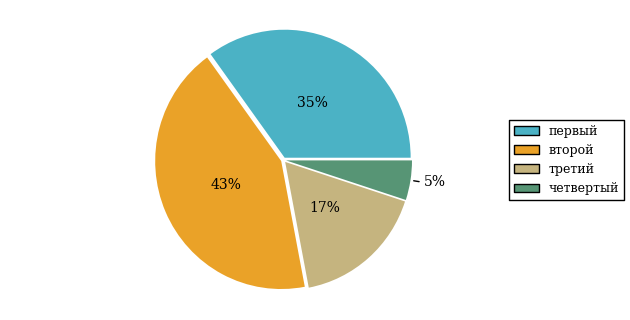 35%
43%
17%
5%
первый
второй
третий
четвертый